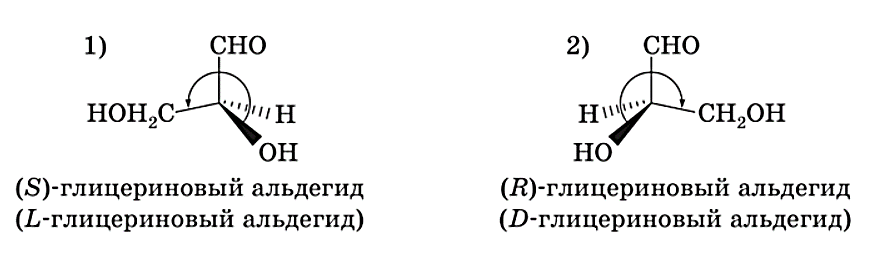 1) CHO
HOH₂C H
OH
(S)-глицериновый альдегид
(L-глицериновый альдегид)
2) CHO
H CH₂OH
HO
(R)-глицериновый альдегид
(D-глицериновый альдегид)